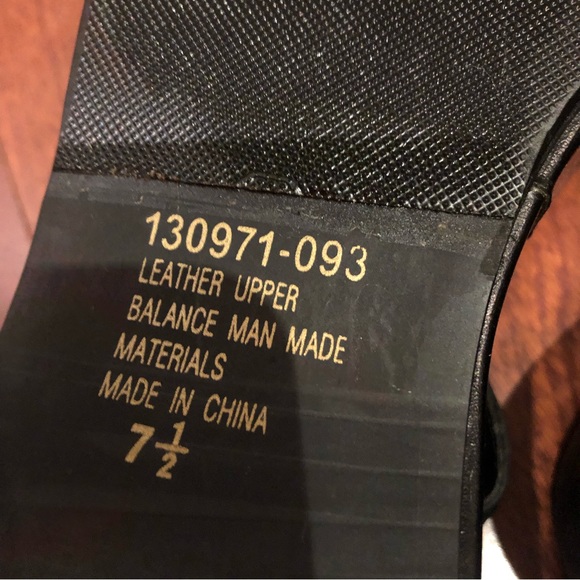 130971-093
LEATHER UPPER
BALANCE MAN MADE
MATERIALS
MADE IN CHINA
7 1/2